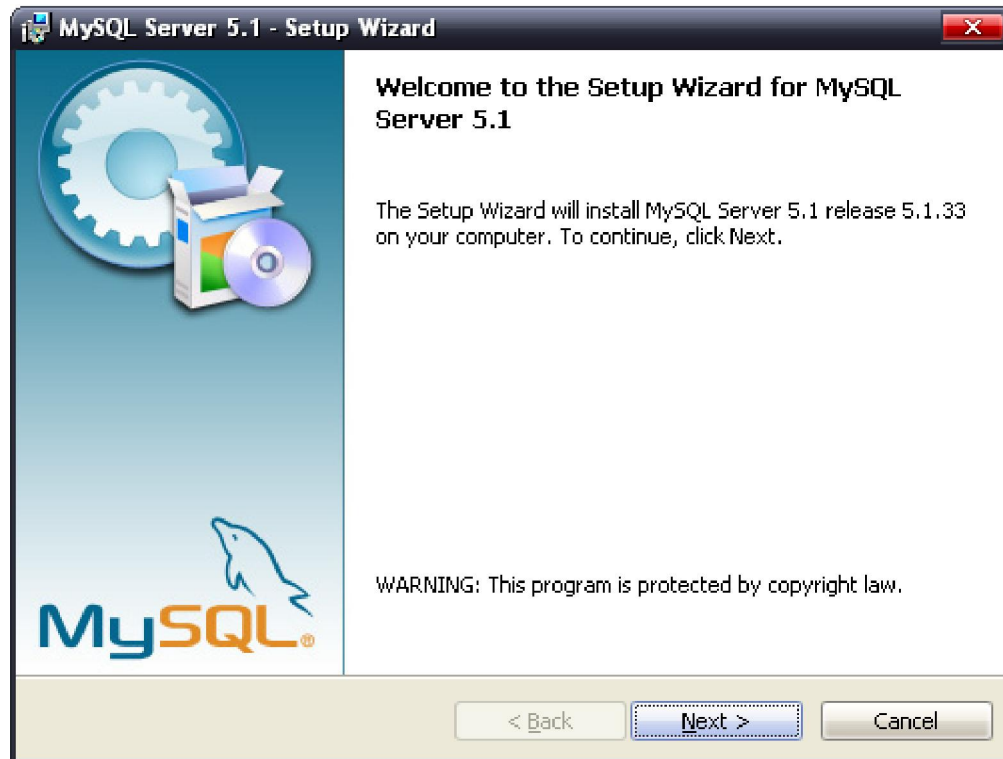 MySQL Server 5.1 - Setup Wizard
Welcome to the Setup Wizard for MySQL
Server 5.1
The Setup Wizard will install MySQL Server 5.1 release 5.1.33
on your computer. To continue, click Next.
WARNING: This program is protected by copyright law.
MySQL®
< Back Next > Cancel